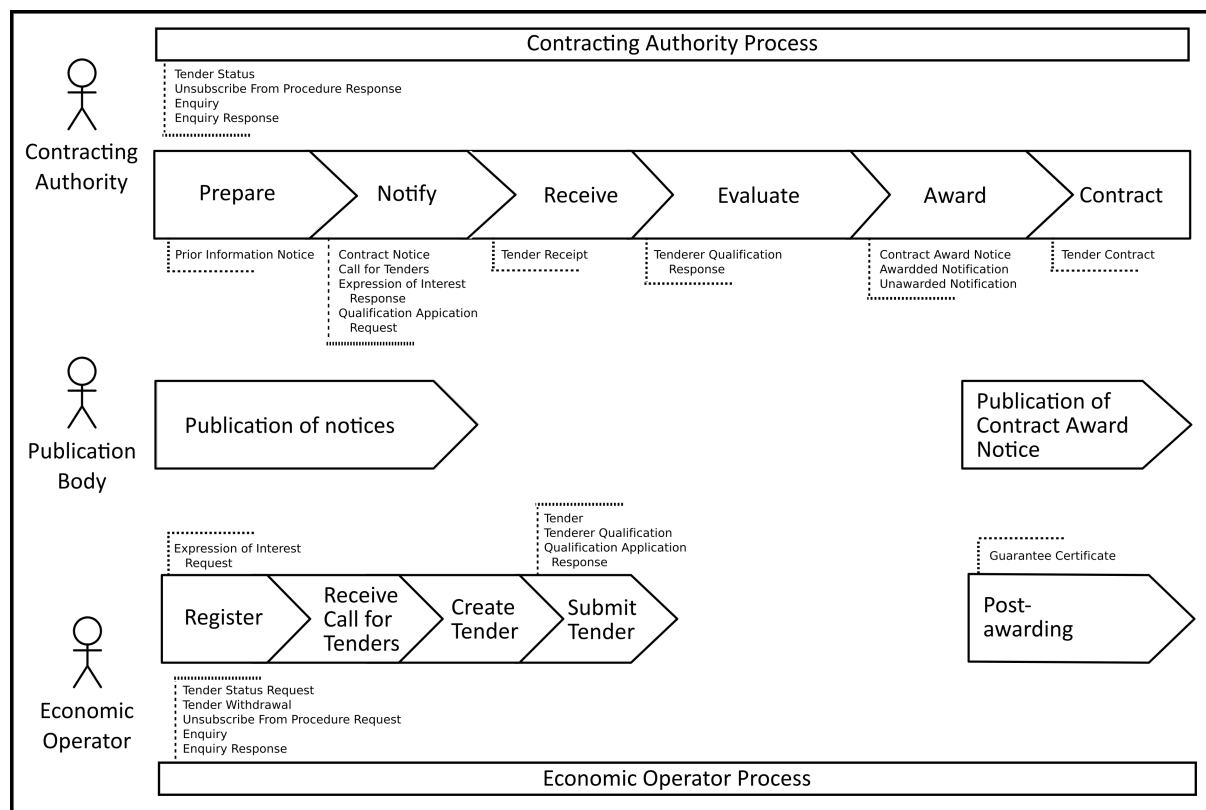 Contracting Authority Process
Tender Status
Unsubscribe From Procedure Response
Enquiry
Enquiry Response
Contracting
Authority
Prepare
Notify
Receive
Evaluate
Award
Contract
Prior Information Notice
Contract Notice
Call for Tenders
Expression of Interest
Response
Qualification Appication
Request
Tender Receipt
Tenderer Qualification
Response
Contract Award Notice
Awardded Notification
Unawarded Notification
Tender Contract
Publication
Body
Publication of notices
Publication of
Contract Award
Notice
Expression of Interest
Request
Tender
Tenderer Qualification
Qualification Application
Response
Guarantee Certificate
Register
Receive
Call for
Tenders
Create
Tender
Submit
Tender
Post-
awarding
Economic
Operator
Tender Status Request
Tender Withdrawal
Unsubscribe From Procedure Request
Enquiry
Enquiry Response
Economic Operator Process